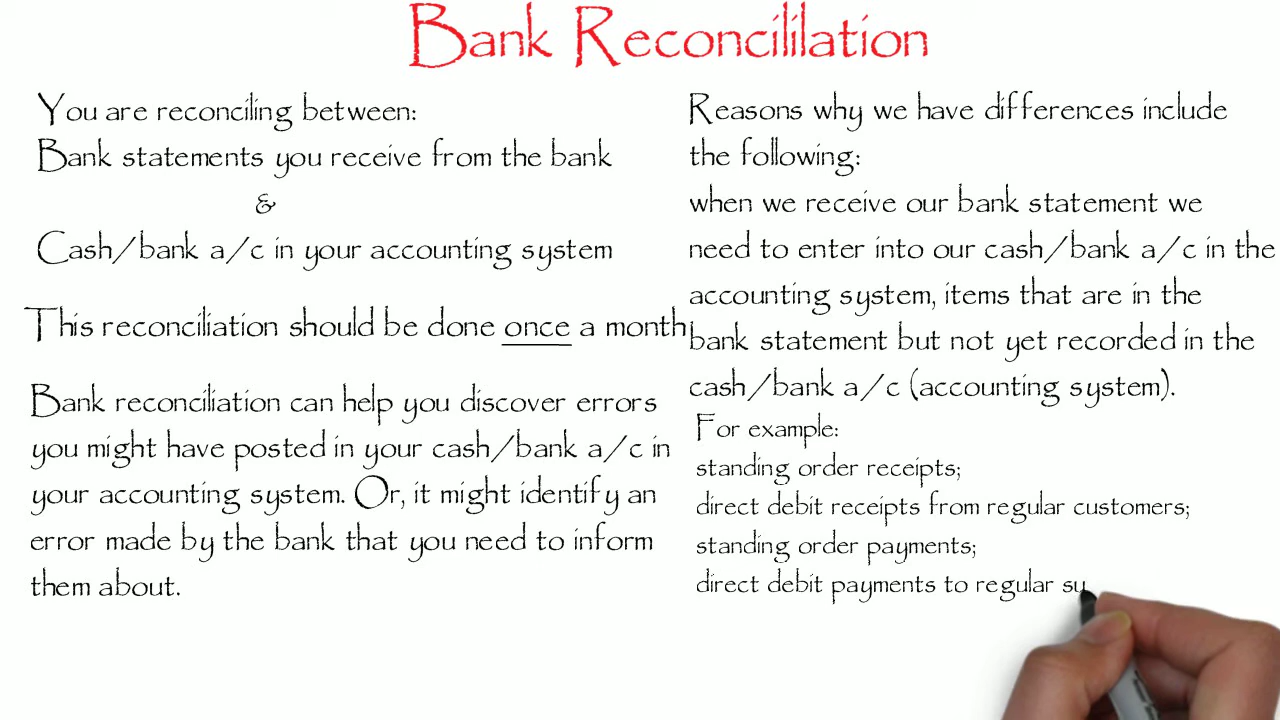 Bank Reconcililation
You are reconciling between:
Bank statements you receive from the bank
&
Cash/bank a/c in your accounting system
This reconciliation should be done once a month
Bank reconciliation can help you discover errors
you might have posted in your cash/bank a/c in
your accounting system. Or, it might identify an
error made by the bank that you need to inform
them about.
Reasons why we have differences include
the following:
when we receive our bank statement we
need to enter into our cash/bank a/c in the
accounting system, items that are in the
bank statement but not yet recorded in the
cash/bank a/c (accounting system).
For example:
standing order receipts;
direct debit receipts from regular customers;
standing order payments;
direct debit payments to regular su